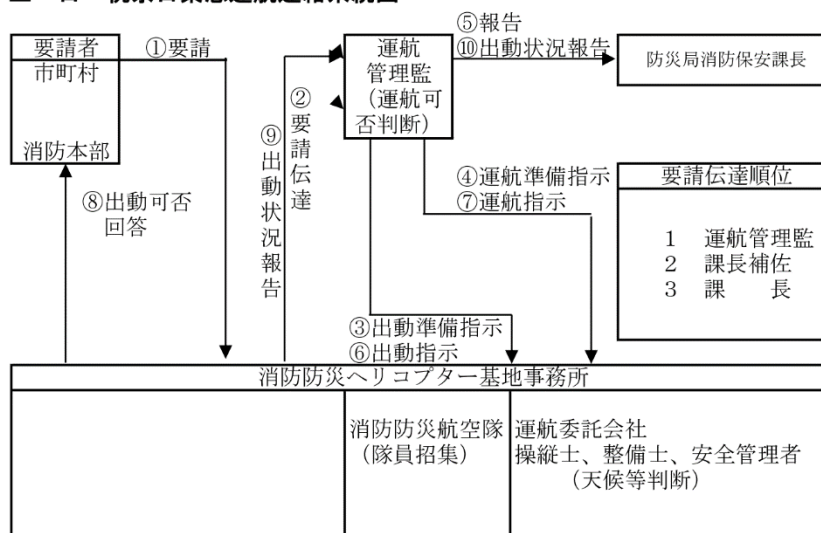 要請者
市町村
消防本部
①要請
⑧出動可否
回答
⑨出動状況報告
②要請伝達
運航
管理監
（運航可
否判断）
⑤報告
⑩出動状況報告
防災局消防保安課長
④運航準備指示
⑦運航指示
要請伝達順位
1　運航管理監
2　課長補佐
3　課　　長
③出動準備指示
⑥出動指示
消防防災ヘリコプター基地事務所
消防防災航空隊
（隊員招集）
運航委託会社
操縦士、整備士、安全管理者
（天候等判断）